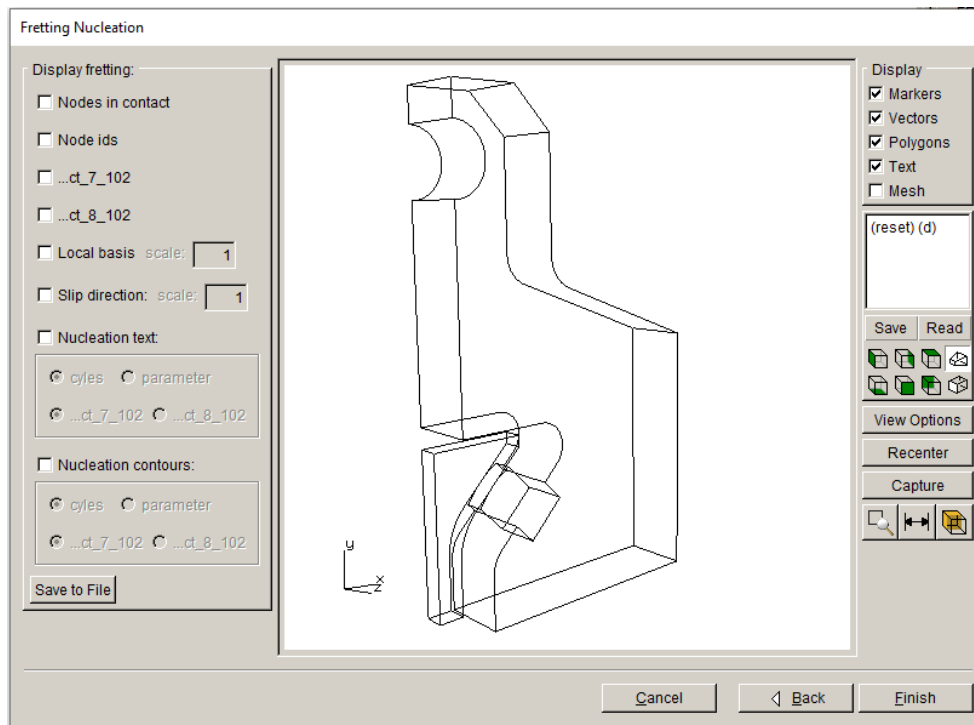 Fretting Nucleation
Display fretting:
Nodes in contact
Node ids
...ct_7_102
...ct_8_102
Local basis scale: 1
Slip direction: scale: 1
Nucleation text:
cyles parameter
...ct_7_102 ...ct_8_102
Nucleation contours:
cyles parameter
...ct_7_102 ...ct_8_102
Save to File
y
x
z
Display
Markers
Vectors
Polygons
Text
Mesh
(reset) (d)
Save Read
View Options
Recenter
Capture
Cancel Back Finish